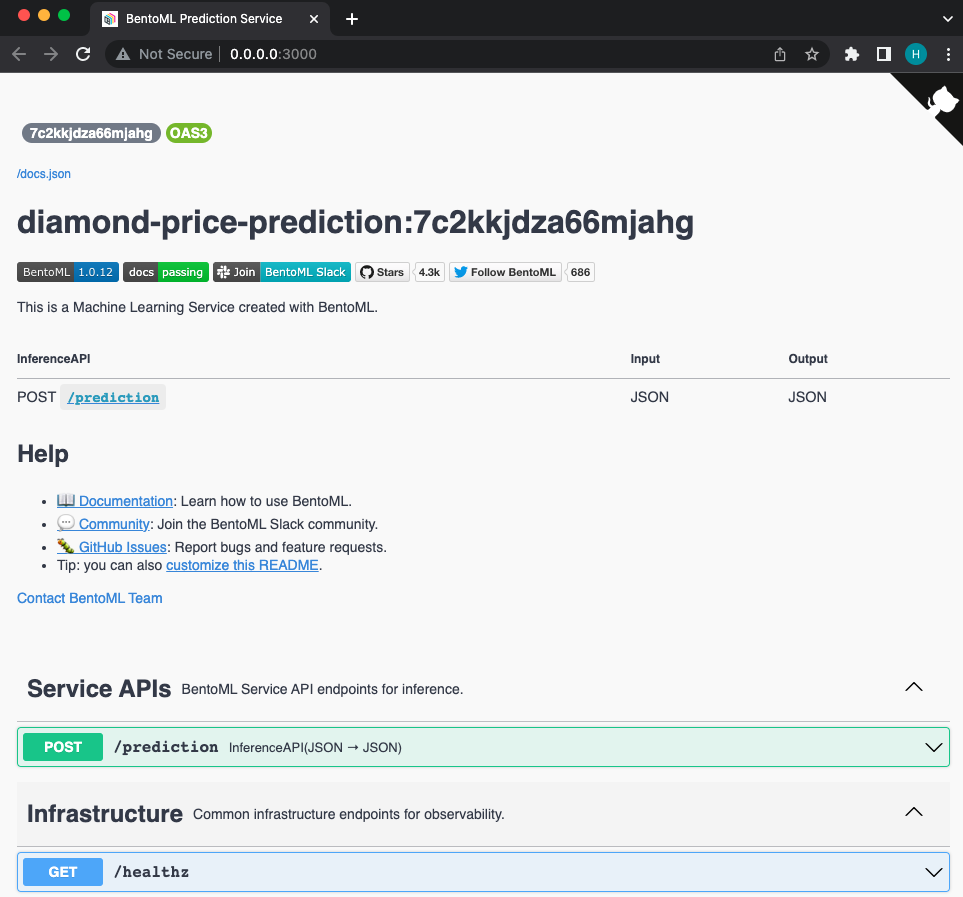 BentoML Prediction Service
Not Secure 0.0.0.0:3000
H
7c2kkjdza66mjahg OAS3
/docs.json
diamond-price-prediction:7c2kkjdza66mjahg
BentoML 1.0.12 docs passing Join BentoML Slack Stars 4.3k Follow BentoML 686
This is a Machine Learning Service created with BentoML.
InferenceAPI Input Output
POST /prediction JSON JSON
Help
Documentation: Learn how to use BentoML.
Community: Join the BentoML Slack community.
GitHub Issues: Report bugs and feature requests.
Tip: you can also customize this README.
Contact BentoML Team
Service APIs BentoML Service API endpoints for inference.
POST /prediction InferenceAPI(JSON → JSON)
Infrastructure Common infrastructure endpoints for observability.
GET /healthz